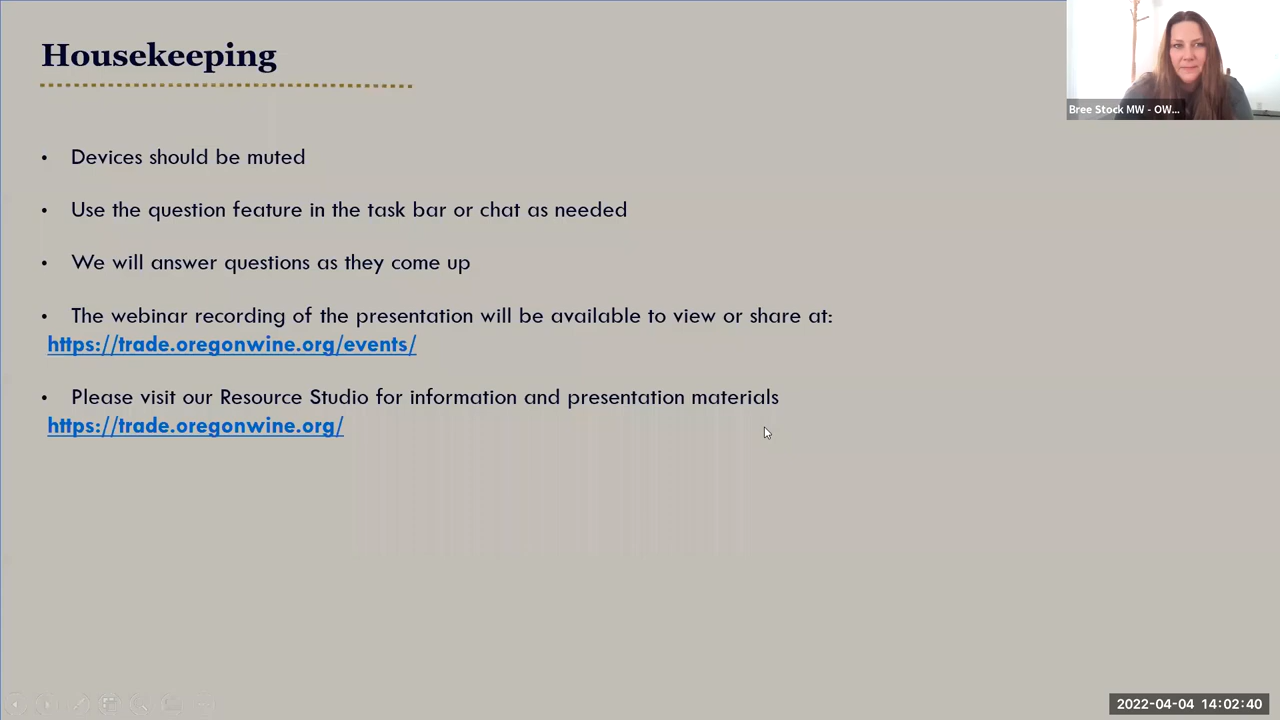 Housekeeping
Bree Stock MW - OW...
• Devices should be muted
• Use the question feature in the task bar or chat as needed
• We will answer questions as they come up
• The webinar recording of the presentation will be available to view or share at:
https://trade.oregonwine.org/events/
• Please visit our Resource Studio for information and presentation materials
https://trade.oregonwine.org/
2022-04-04 14:02:40